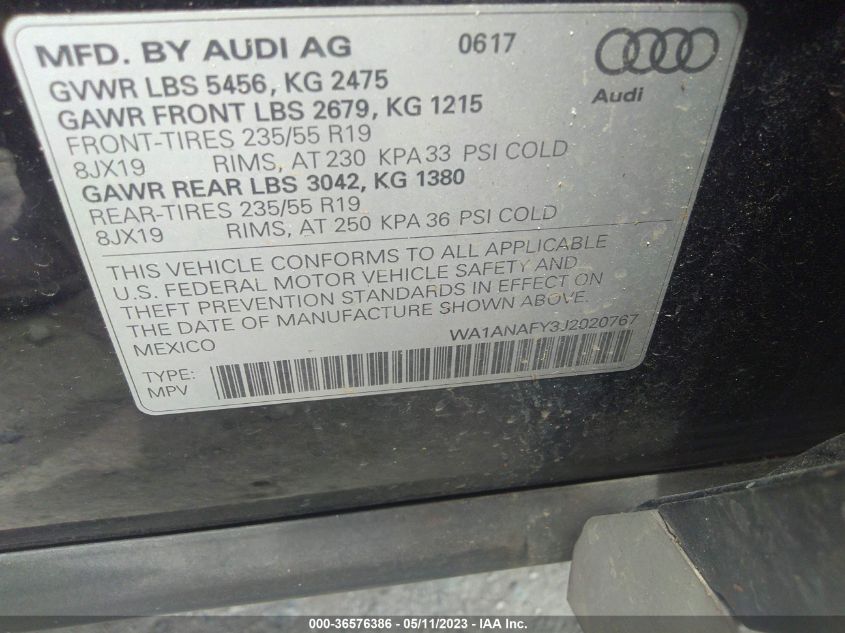 MFD. BY AUDI AG 0617
Audi
GVWR LBS 5456, KG 2475
GAWR FRONT LBS 2679, KG 1215
FRONT-TIRES 235/55 R19
8JX19 RIMS, AT 230 KPA 33 PSI COLD
GAWR REAR LBS 3042, KG 1380
REAR-TIRES 235/55 R19
8JX19 RIMS, AT 250 KPA 36 PSI COLD
THIS VEHICLE CONFORMS TO ALL APPLICABLE
U.S. FEDERAL MOTOR VEHICLE SAFETY AND
THEFT PREVENTION STANDARDS IN EFFECT ON
THE DATE OF MANUFACTURE SHOWN ABOVE.
MEXICO WA1ANAFY3J2020767
TYPE:
MPV
000-36576386 - 05/11/2023 - www.iaai.com